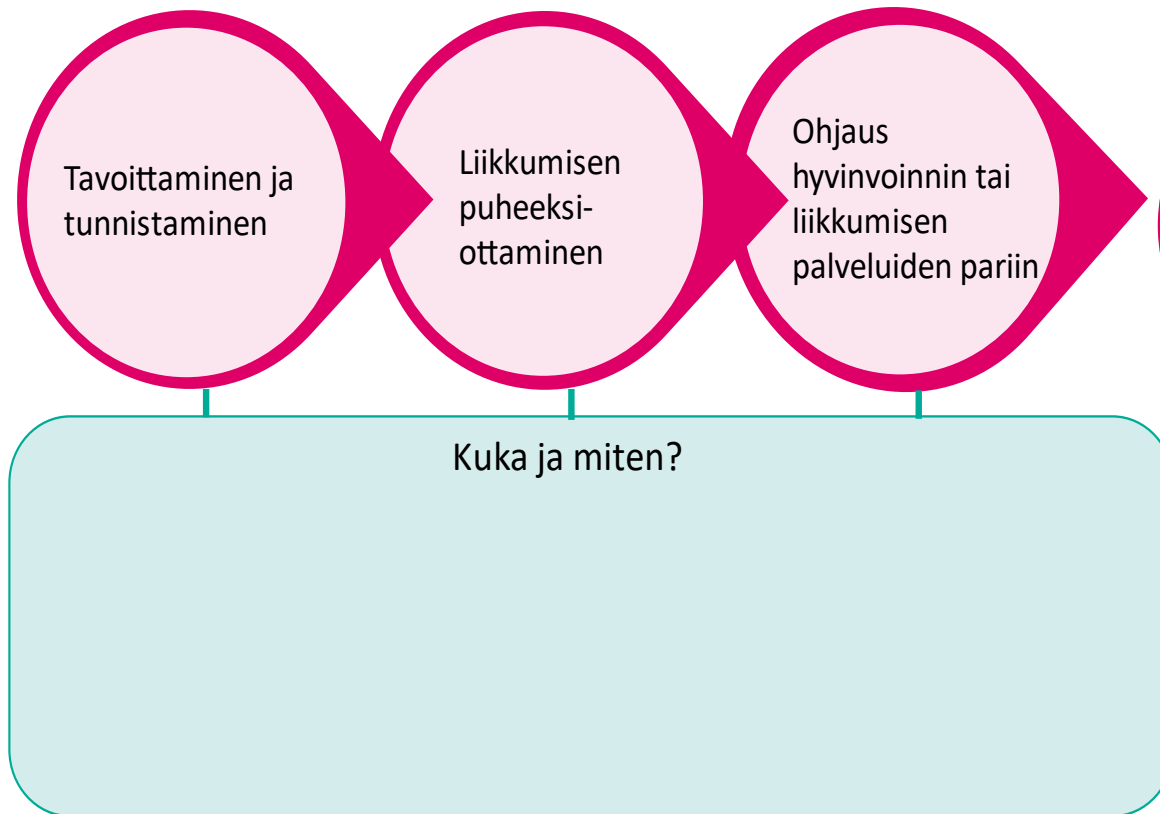 Tavoittaminen ja
tunnistaminen
Liikkumisen
puheeksi-
ottaminen
Ohjaus
hyvinvoinnin tai
liikkumisen
palveluiden pariin
Kuka ja miten?